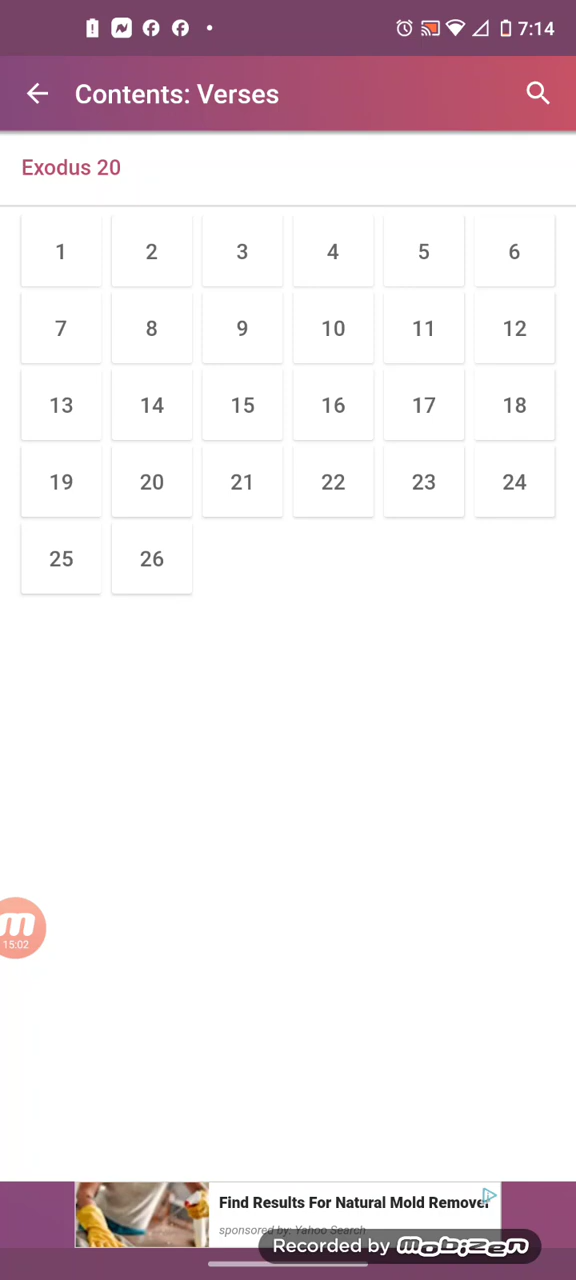 7:14
Contents: Verses
Exodus 20
1 2 3 4 5 6
7 8 9 10 11 12
13 14 15 16 17 18
19 20 21 22 23 24
25 26
m
15:02
Find Results For Natural Mold Remover
sponsored by: Yahoo Search
Recorded by mobizen